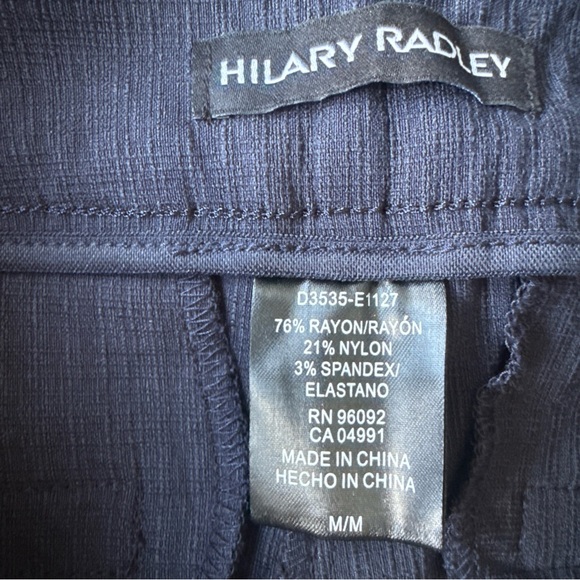 HILARY RADLEY
D3535-E1127
76% RAYON/RAYÓN
21% NYLON
3% SPANDEX/
ELASTANO
RN 96092
CA 04991
MADE IN CHINA
HECHO IN CHINA
M/M